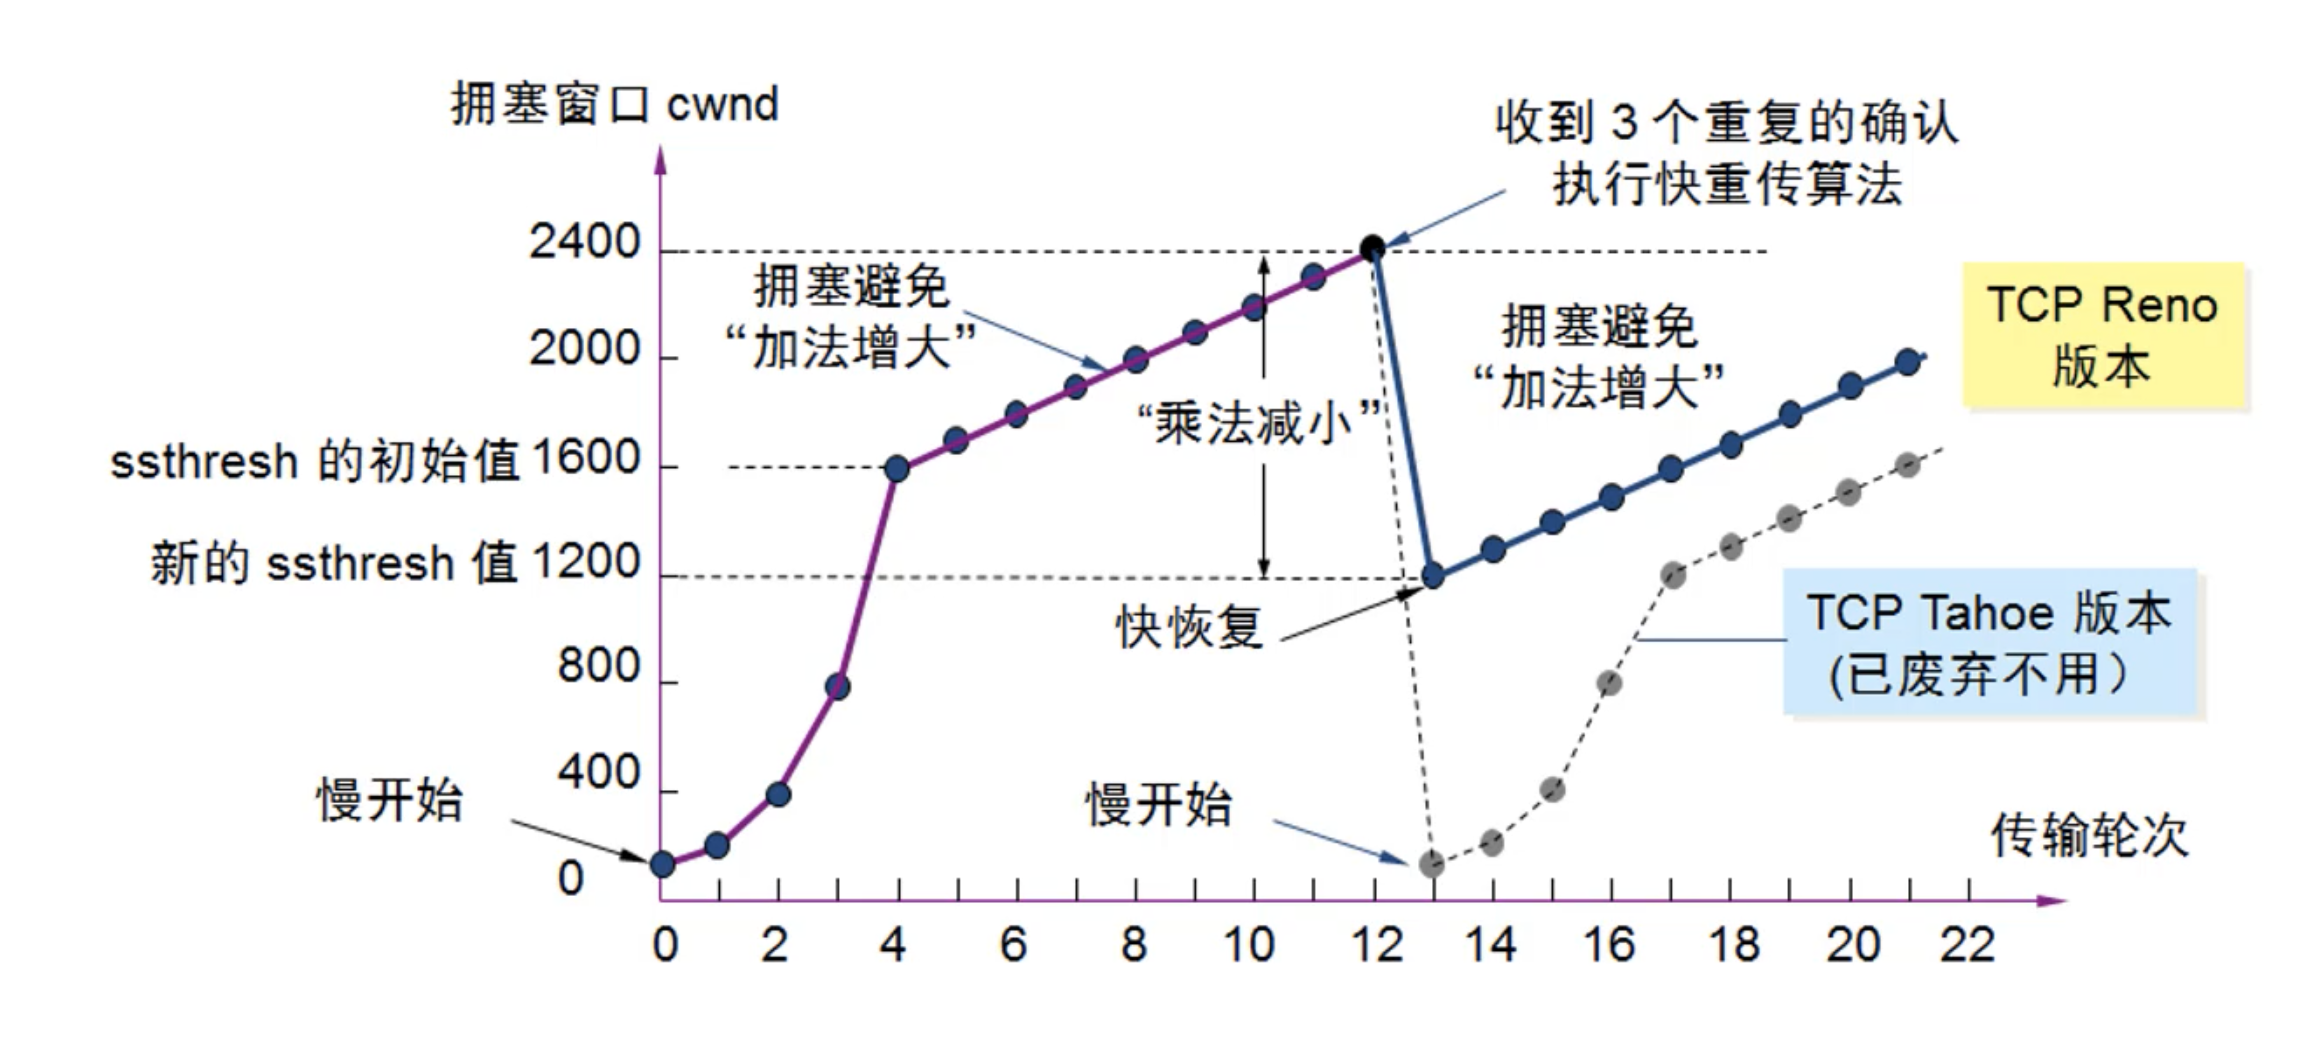 拥塞窗口 cwnd
收到 3 个重复的确认
执行快重传算法
2400
拥塞避免
“加法增大”
TCP Reno
版本
2000
拥塞避免
“加法增大”
“乘法减小”
ssthresh 的初始值 1600
新的 ssthresh 值 1200
快恢复
TCP Tahoe 版本
(已废弃不用）
800
400
慢开始
慢开始
传输轮次
0
0 2 4 6 8 10 12 14 16 18 20 22